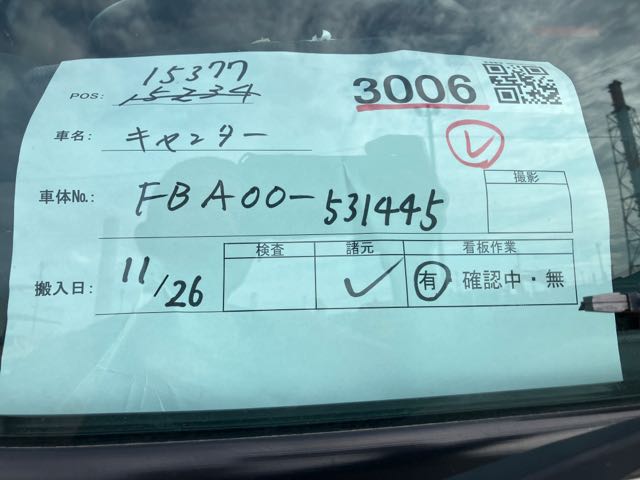 15377
POS: 15234
3006
車名: キャンター
レ
車体No.: FBA00-531445
撮影
搬入日: 11/26
検査 諸元 看板作業
✓ 有 確認中・無